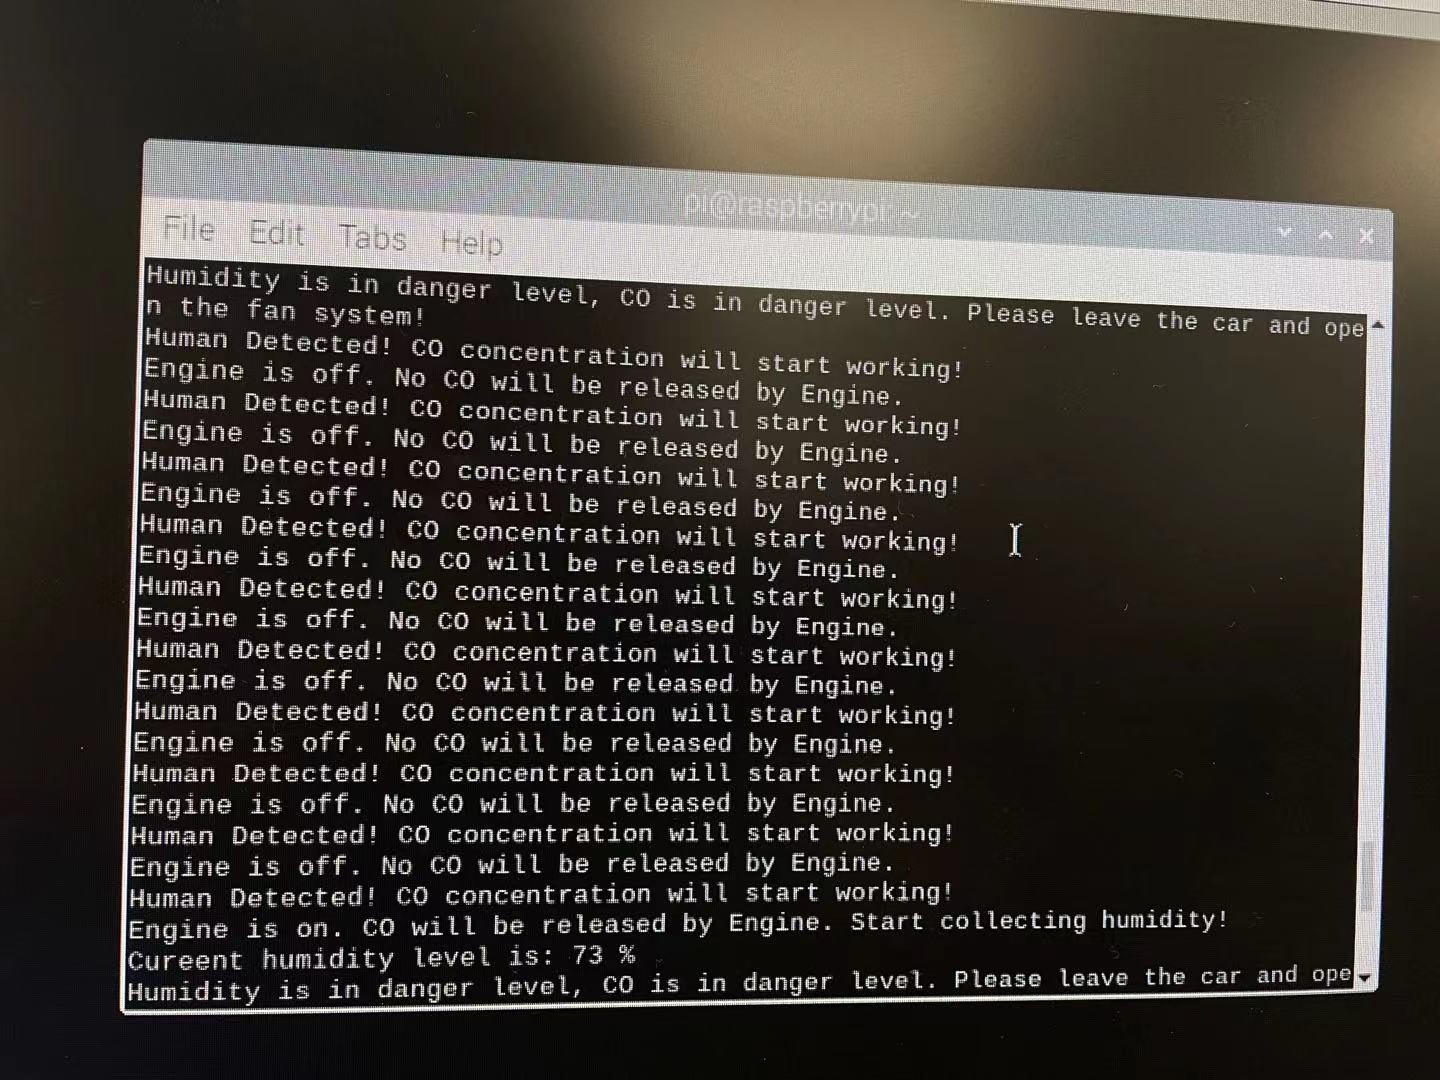 pi@raspberrypi: ~
File Edit Tabs Help
Humidity is in danger level, CO is in danger level. Please leave the car and ope
n the fan system!
Human Detected! CO concentration will start working!
Engine is off. No CO will be released by Engine.
Human Detected! CO concentration will start working!
Engine is off. No CO will be released by Engine.
Human Detected! CO concentration will start working!
Engine is off. No CO will be released by Engine.
Human Detected! CO concentration will start working!
Engine is off. No CO will be released by Engine.
Human Detected! CO concentration will start working!
Engine is off. No CO will be released by Engine.
Human Detected! CO concentration will start working!
Engine is off. No CO will be released by Engine.
Human Detected! CO concentration will start working!
Engine is off. No CO will be released by Engine.
Human Detected! CO concentration will start working!
Engine is off. No CO will be released by Engine.
Human Detected! CO concentration will start working!
Engine is off. No CO will be released by Engine.
Human Detected! CO concentration will start working!
Engine is on. CO will be released by Engine. Start collecting humidity!
Cureent humidity level is: 73 %
Humidity is in danger level, CO is in danger level. Please leave the car and ope